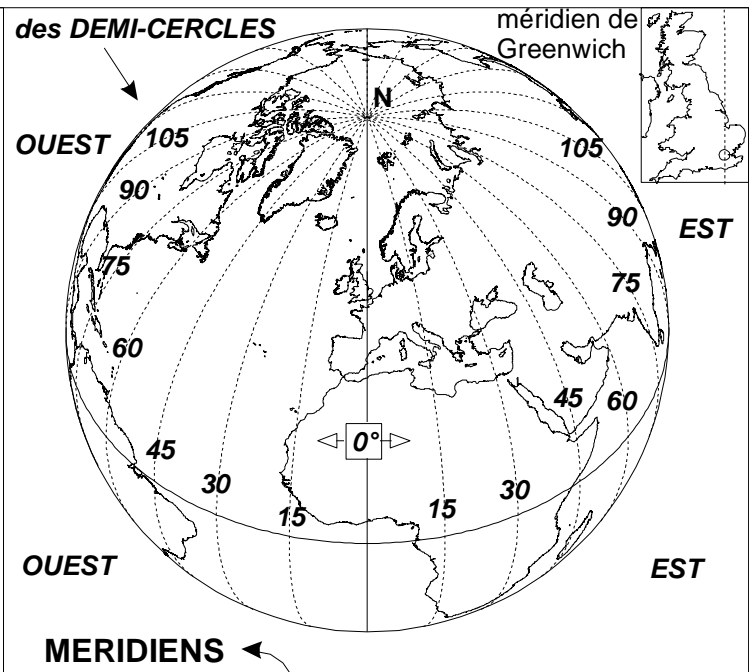 des DEMI-CERCLES
méridien de
Greenwich
N
OUEST
105
105
90
90
EST
75
75
60
45
60
0°
45
30
30
15
15
OUEST
EST
MERIDIENS